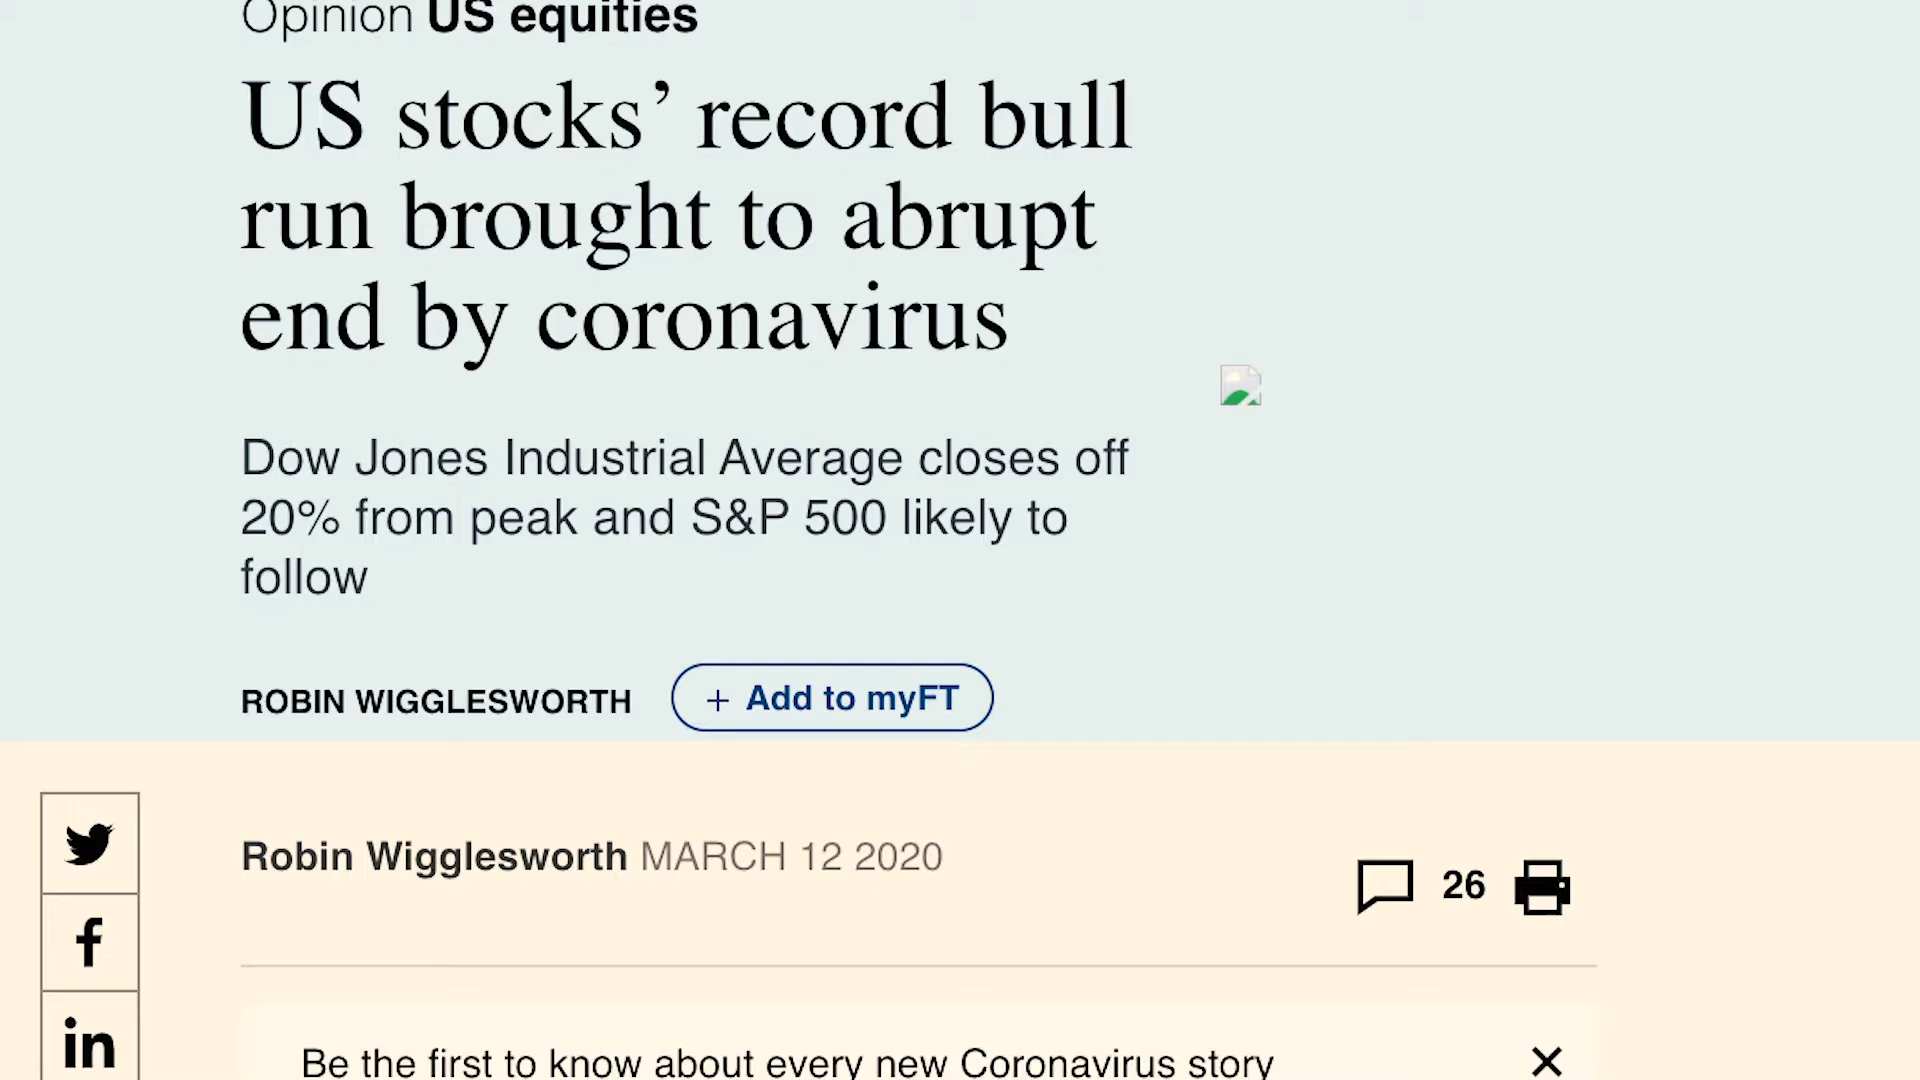 Opinion US equities
US stocks’ record bull
run brought to abrupt
end by coronavirus
Dow Jones Industrial Average closes off
20% from peak and S&P 500 likely to
follow
ROBIN WIGGLESWORTH
+ Add to myFT
Robin Wigglesworth MARCH 12 2020
26
f
in
Be the first to know about every new Coronavirus story